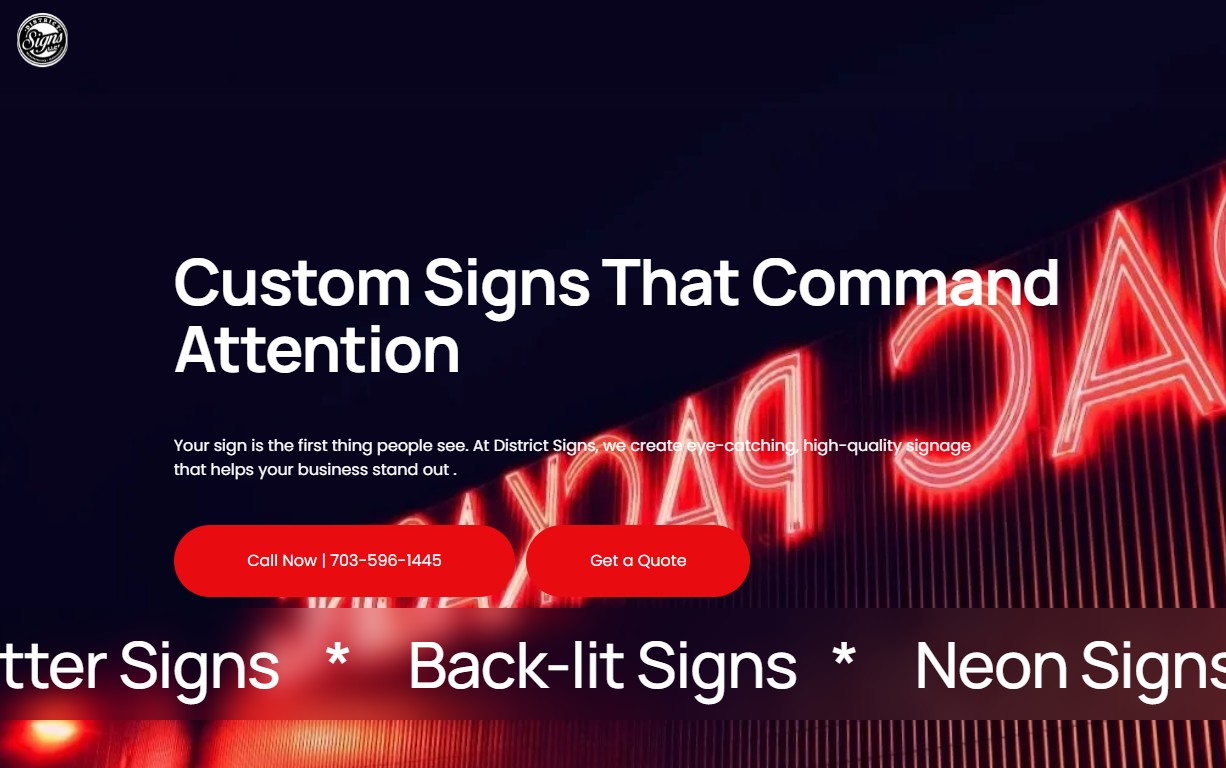 DISTRICT
Signs
LLC
Custom Signs That Command
Attention
Your sign is the first thing people see. At District Signs, we create eye-catching, high-quality signage
that helps your business stand out .
Call Now | 703-596-1445
Get a Quote
tter Signs * Back-lit Signs * Neon Signs